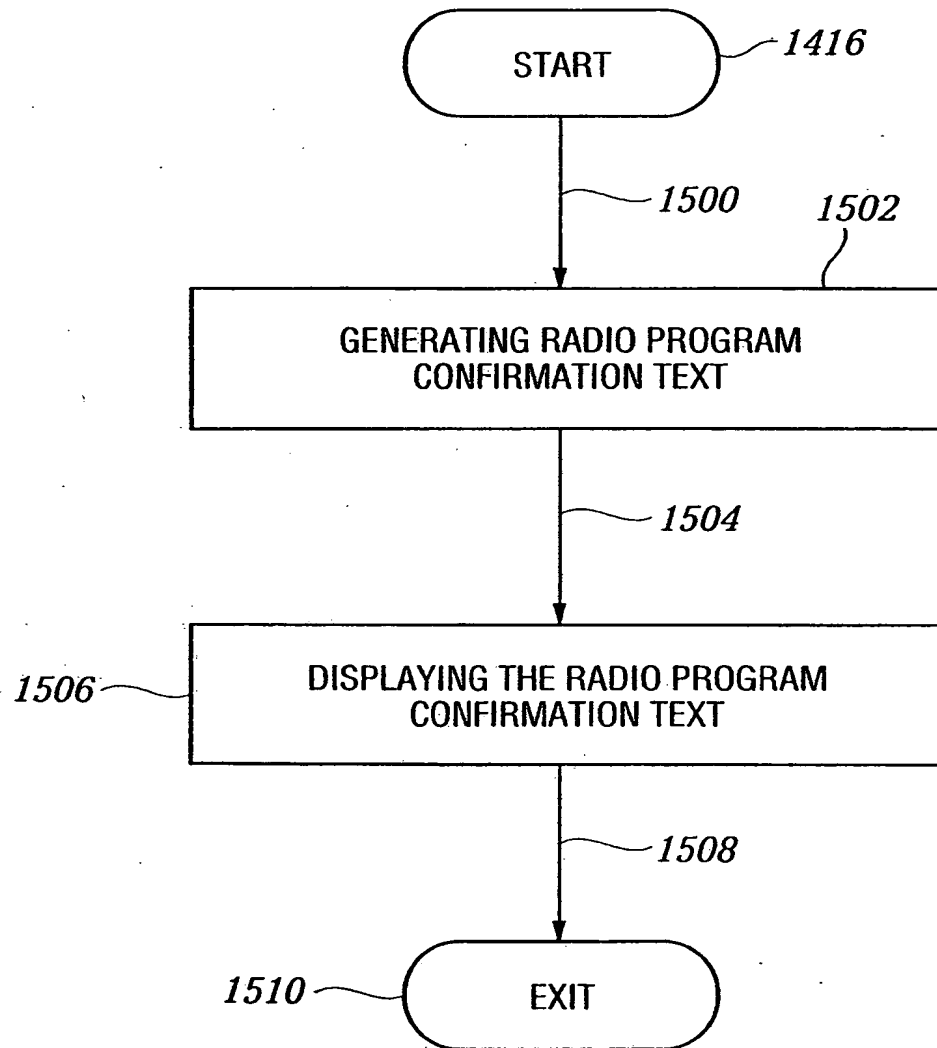 START
1416
1500
1502
GENERATING RADIO PROGRAM
CONFIRMATION TEXT
1504
1506
DISPLAYING THE RADIO PROGRAM
CONFIRMATION TEXT
1508
1510
EXIT